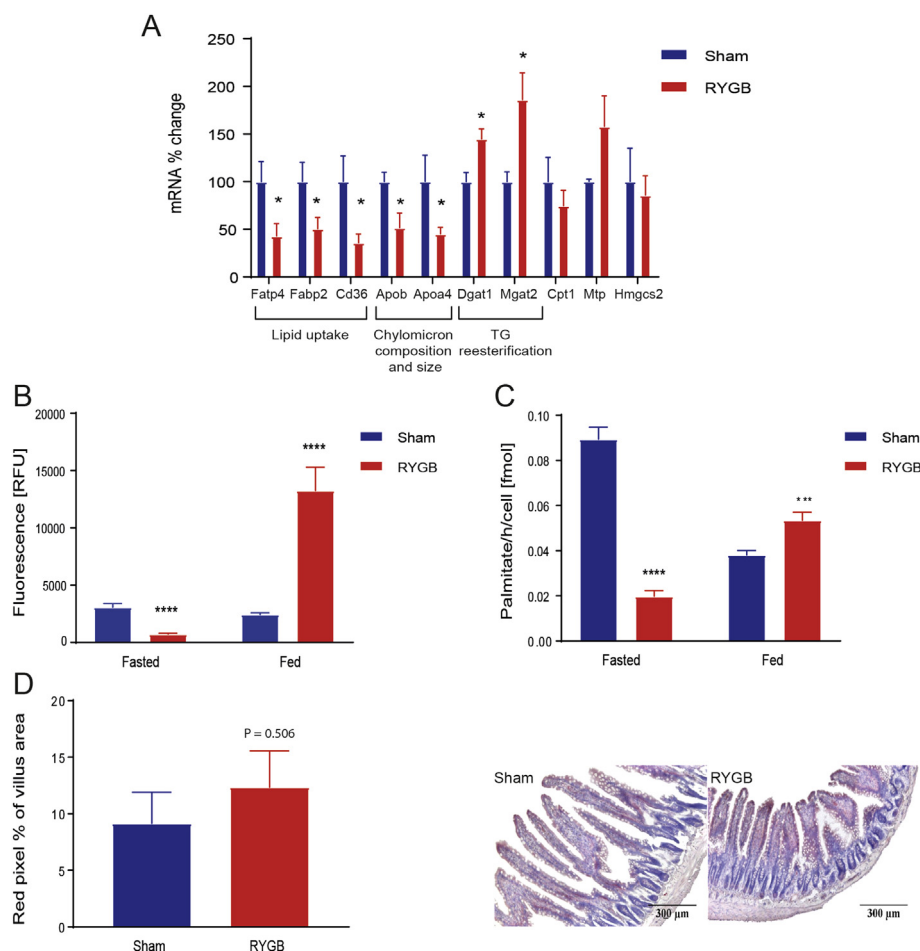 A
mRNA % change
250
200
150
100
50
0
Sham
RYGB
* * * * * * *
Fatp4 Fabp2 Cd36 Apob Apoa4 Dgat1 Mgat2 Cpt1 Mtp Hmgcs2
Lipid uptake
Chylomicron
composition
and size
TG
reesterification
B
Fluorescence [RFU]
20000
15000
10000
5000
0
****
****
Sham
RYGB
Fasted Fed
C
Palmitate/h/cell [fmol]
0.10
0.08
0.06
0.04
0.02
0.00
****
***
Sham
RYGB
Fasted Fed
D
Red pixel % of villus area
20
15
10
5
0
P = 0.506
Sham RYGB
Sham
300 µm
RYGB
300 µm